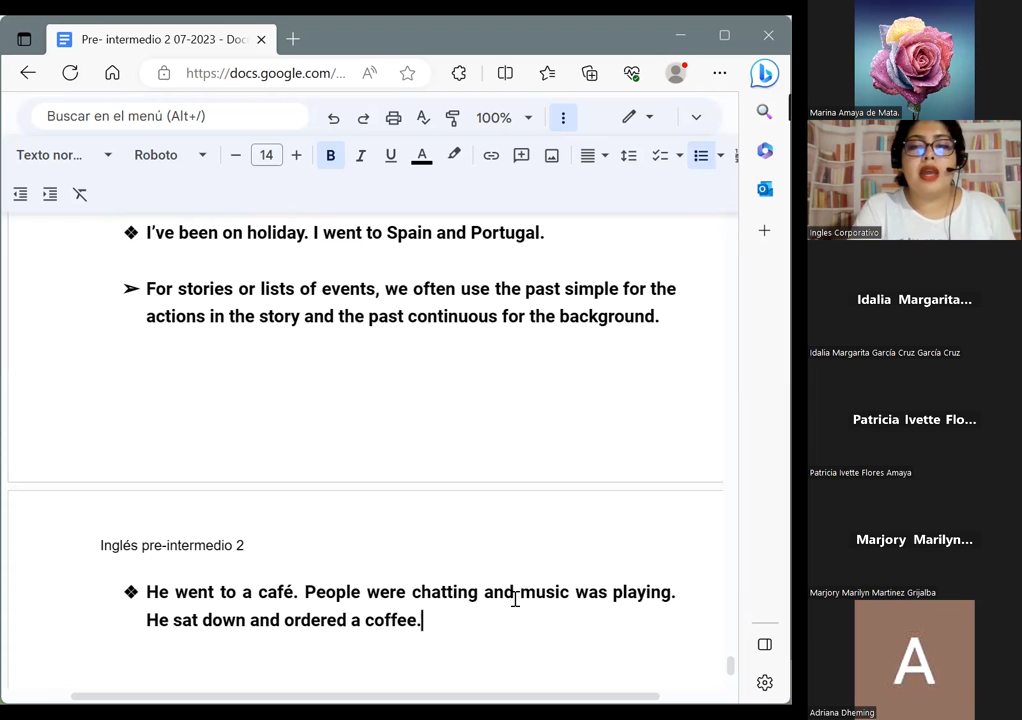 Pre- intermedio 2 07-2023 - Doc
https://docs.google.com/...
Buscar en el menú (Alt+/)
100%
Texto nor...
Roboto
14
B
I
U
A
❖ I've been on holiday. I went to Spain and Portugal.
➢ For stories or lists of events, we often use the past simple for the
actions in the story and the past continuous for the background.
Inglés pre-intermedio 2
❖ He went to a café. People were chatting and music was playing.
He sat down and ordered a coffee.
Marina Amaya de Mata.
Ingles Corporativo
Idalia Margarita...
Idalia Margarita García Cruz García Cruz
Patricia Ivette Flo...
Patricia Ivette Flores Amaya
Marjory Marilyn...
Marjory Marilyn Martinez Grijalba
A
Adriana Dheming